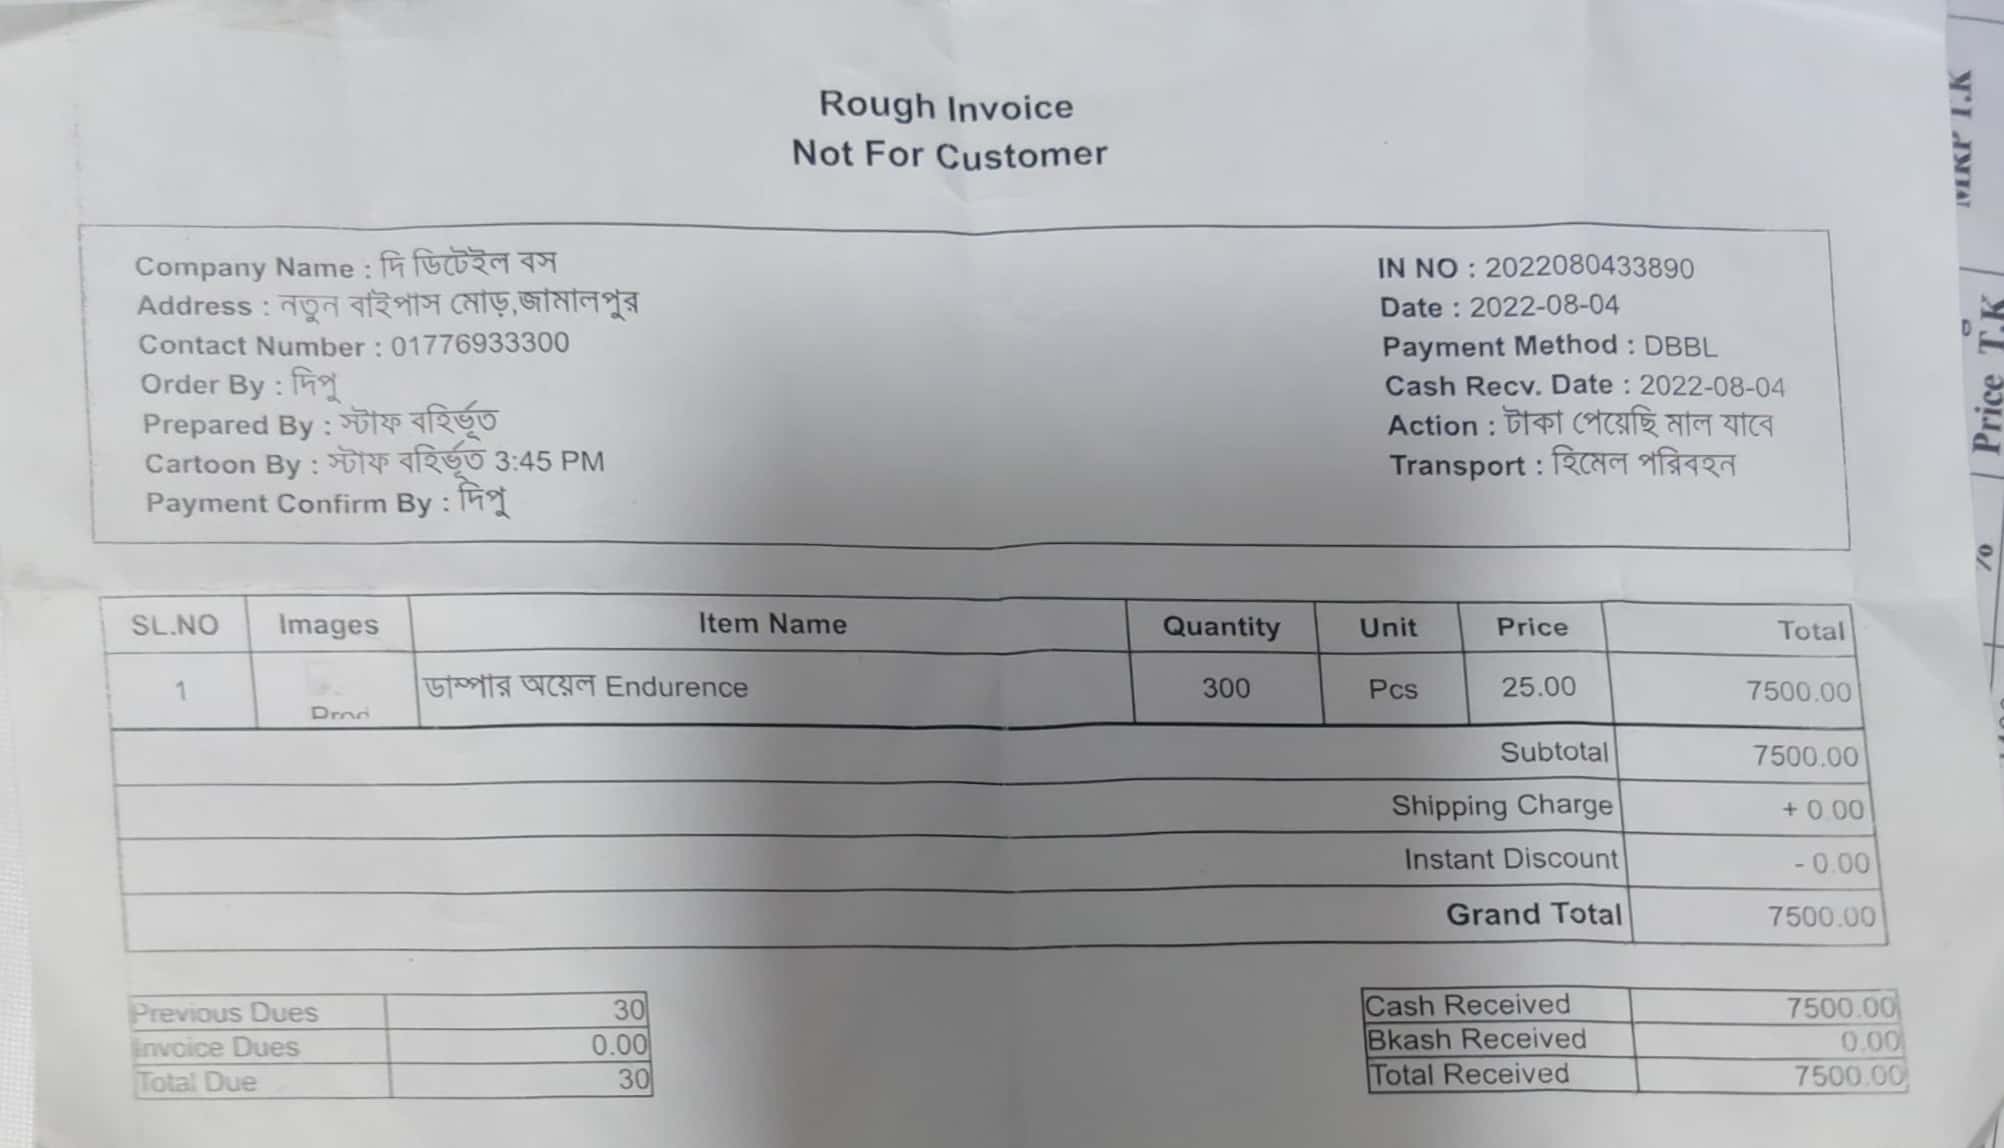 Rough Invoice
Not For Customer
Company Name : দি ডিটেইল বস
Address : নতুন বাইপাস মোড়,জামালপুর
Contact Number : 01776933300
Order By : দিপু
Prepared By : স্টাফ বহির্ভূত
Cartoon By : স্টাফ বহির্ভূত 3:45 PM
Payment Confirm By : দিপু
IN NO : 2022080433890
Date : 2022-08-04
Payment Method : DBBL
Cash Recv. Date : 2022-08-04
Action : টাকা পেয়েছি মাল যাবে
Transport : হিমেল পরিবহন
SL.NO Images Item Name Quantity Unit Price Total
1 Prod ডাম্পার অয়েল Endurence 300 Pcs 25.00 7500.00
Subtotal 7500.00
Shipping Charge + 0.00
Instant Discount - 0.00
Grand Total 7500.00
Previous Dues 30
Invoice Dues 0.00
Total Due 30
Cash Received 7500.00
Bkash Received 0.00
Total Received 7500.00
MRP T.K
Price T.K
%